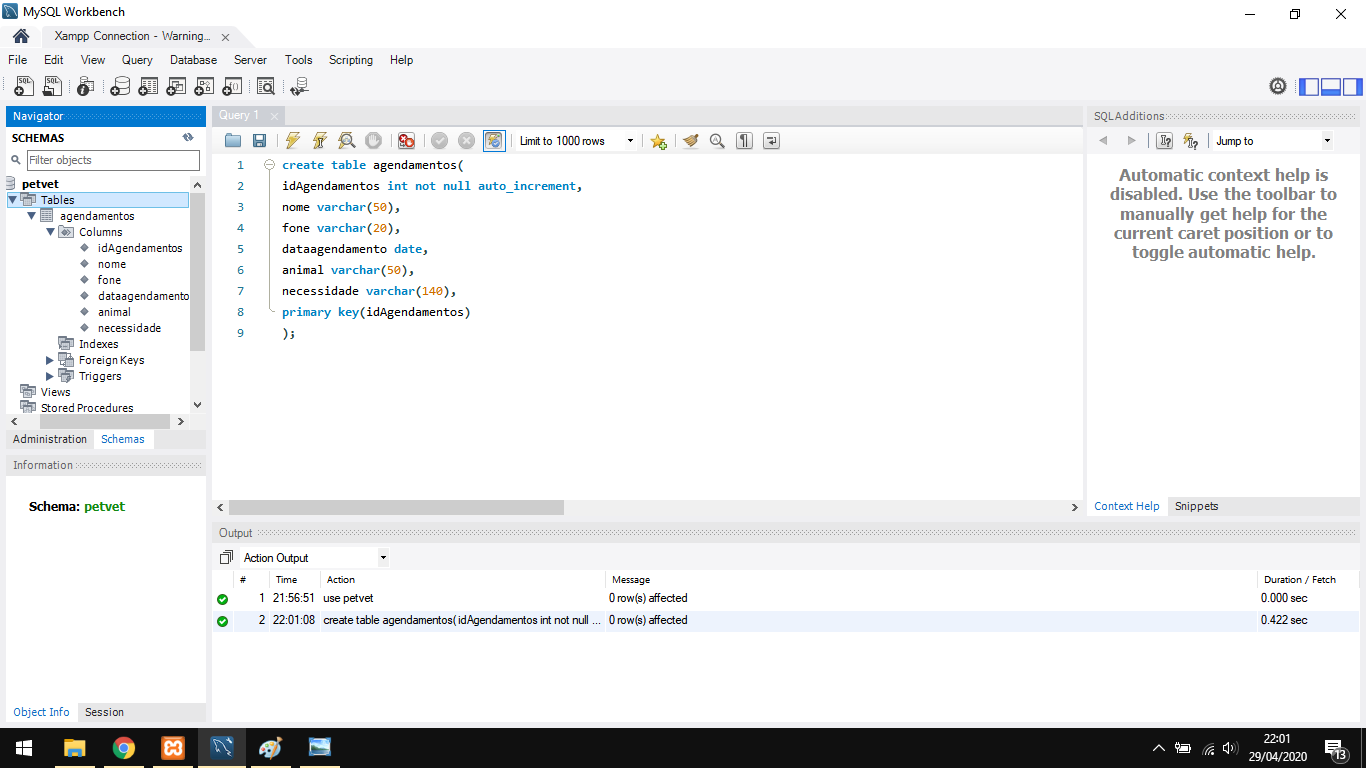 MySQL Workbench
Xampp Connection - Warning...
File Edit View Query Database Server Tools Scripting Help
Navigator
SCHEMAS
Filter objects
petvet
Tables
agendamentos
Columns
idAgendamentos
nome
fone
dataagendamento
animal
necessidade
Indexes
Foreign Keys
Triggers
Views
Stored Procedures
Administration Schemas
Information
Schema: petvet
Object Info Session
Query 1
Limit to 1000 rows
1 create table agendamentos(
2 idAgendamentos int not null auto_increment,
3 nome varchar(50),
4 fone varchar(20),
5 dataagendamento date,
6 animal varchar(50),
7 necessidade varchar(140),
8 primary key(idAgendamentos)
9 );
SQLAdditions
Jump to
Automatic context help is
disabled. Use the toolbar to
manually get help for the
current caret position or to
toggle automatic help.
Context Help Snippets
Output
Action Output
# Time Action Message Duration / Fetch
1 21:56:51 use petvet 0 row(s) affected 0.000 sec
2 22:01:08 create table agendamentos( idAgendamentos int not null ... 0 row(s) affected 0.422 sec
22:01
29/04/2020
13